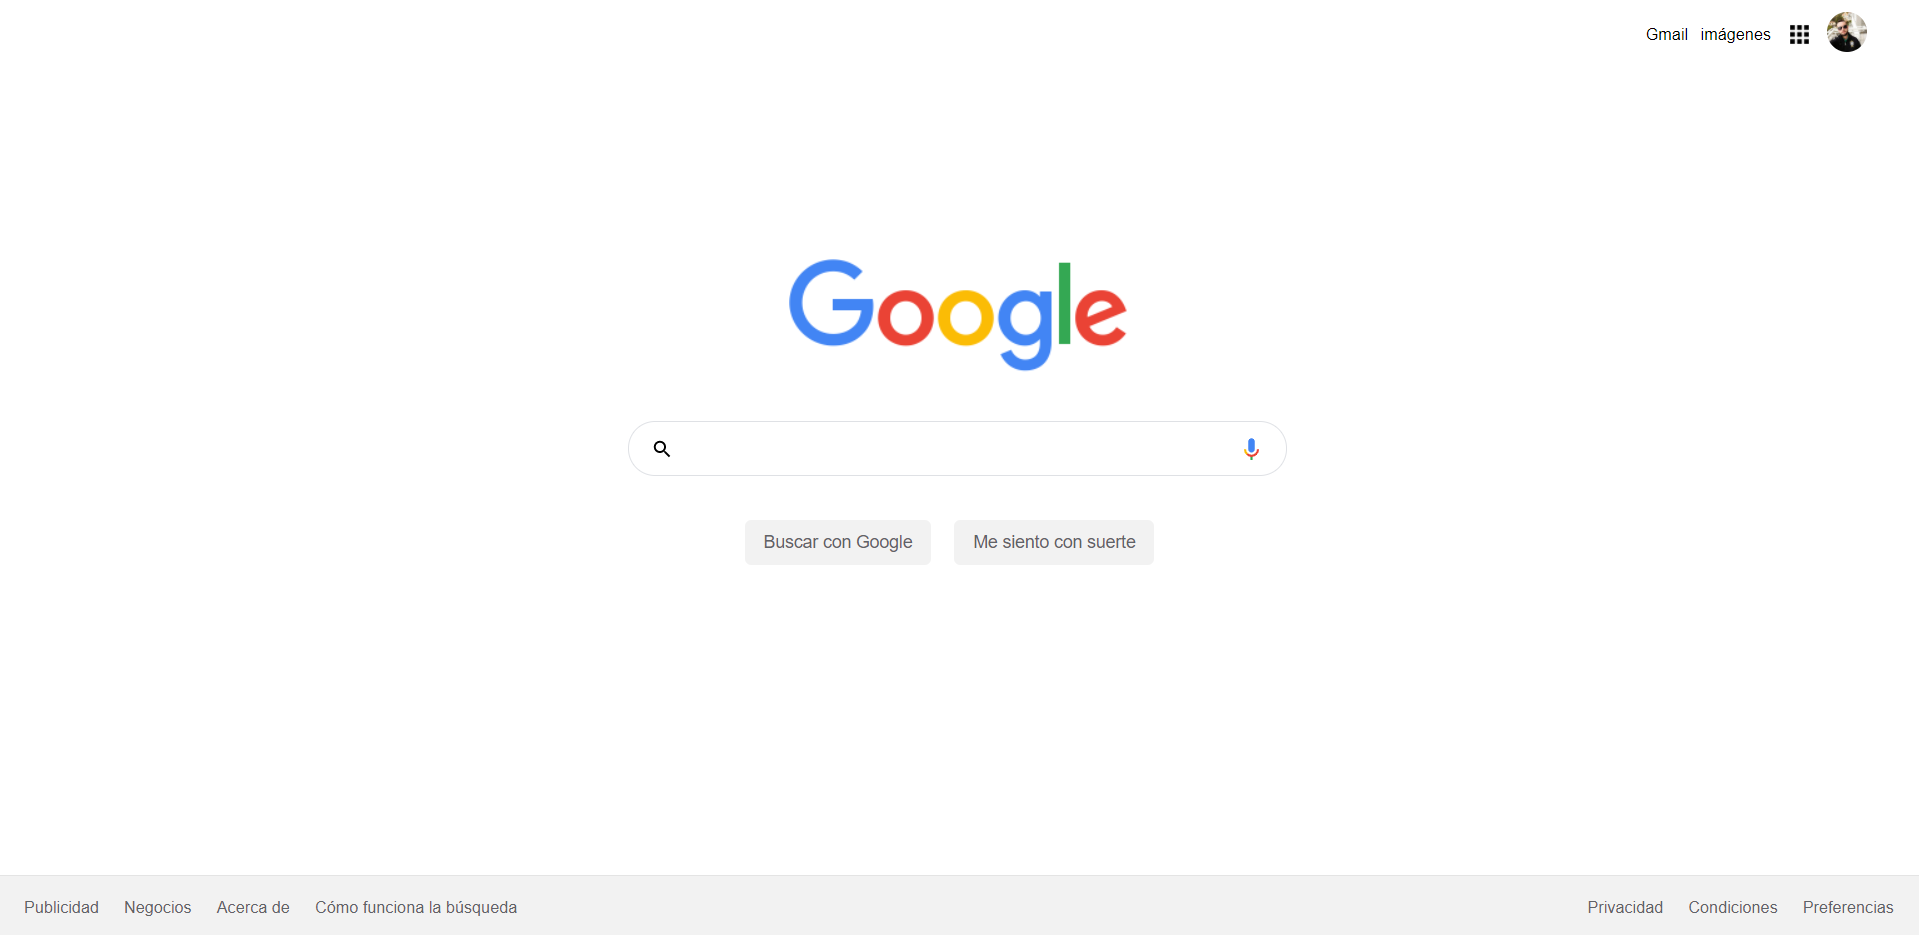 Gmail imágenes
Google
Buscar con Google Me siento con suerte
Publicidad Negocios Acerca de Cómo funciona la búsqueda Privacidad Condiciones Preferencias